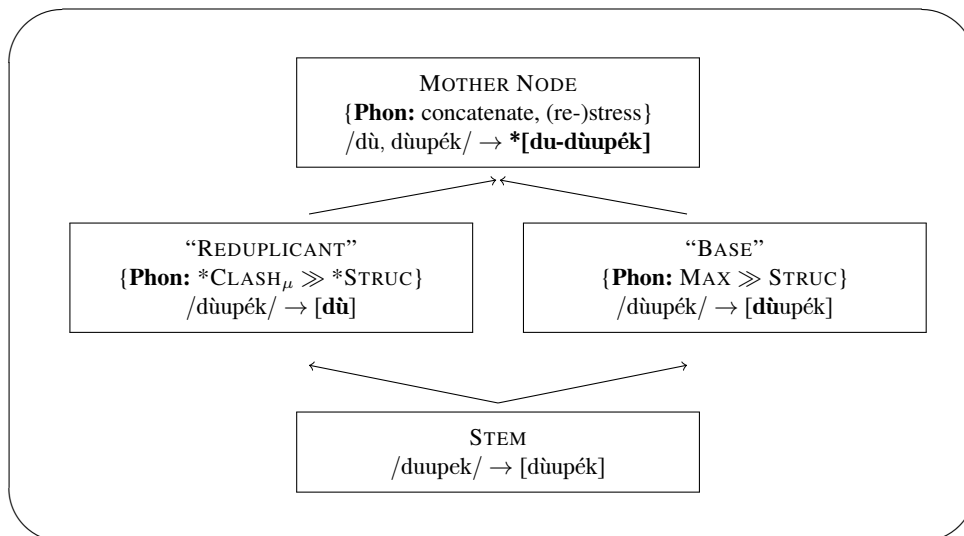 MOTHER NODE
{Phon: concatenate, (re-)stress}
/dù, dùupék/ → *[du-dùupék]
“REDUPLICANT”
{Phon: *CLASHμ ≫ *STRUC}
/dùupék/ → [dù]
“BASE”
{Phon: MAX ≫ STRUC}
/dùupék/ → [dùupék]
STEM
/duupek/ → [dùupék]